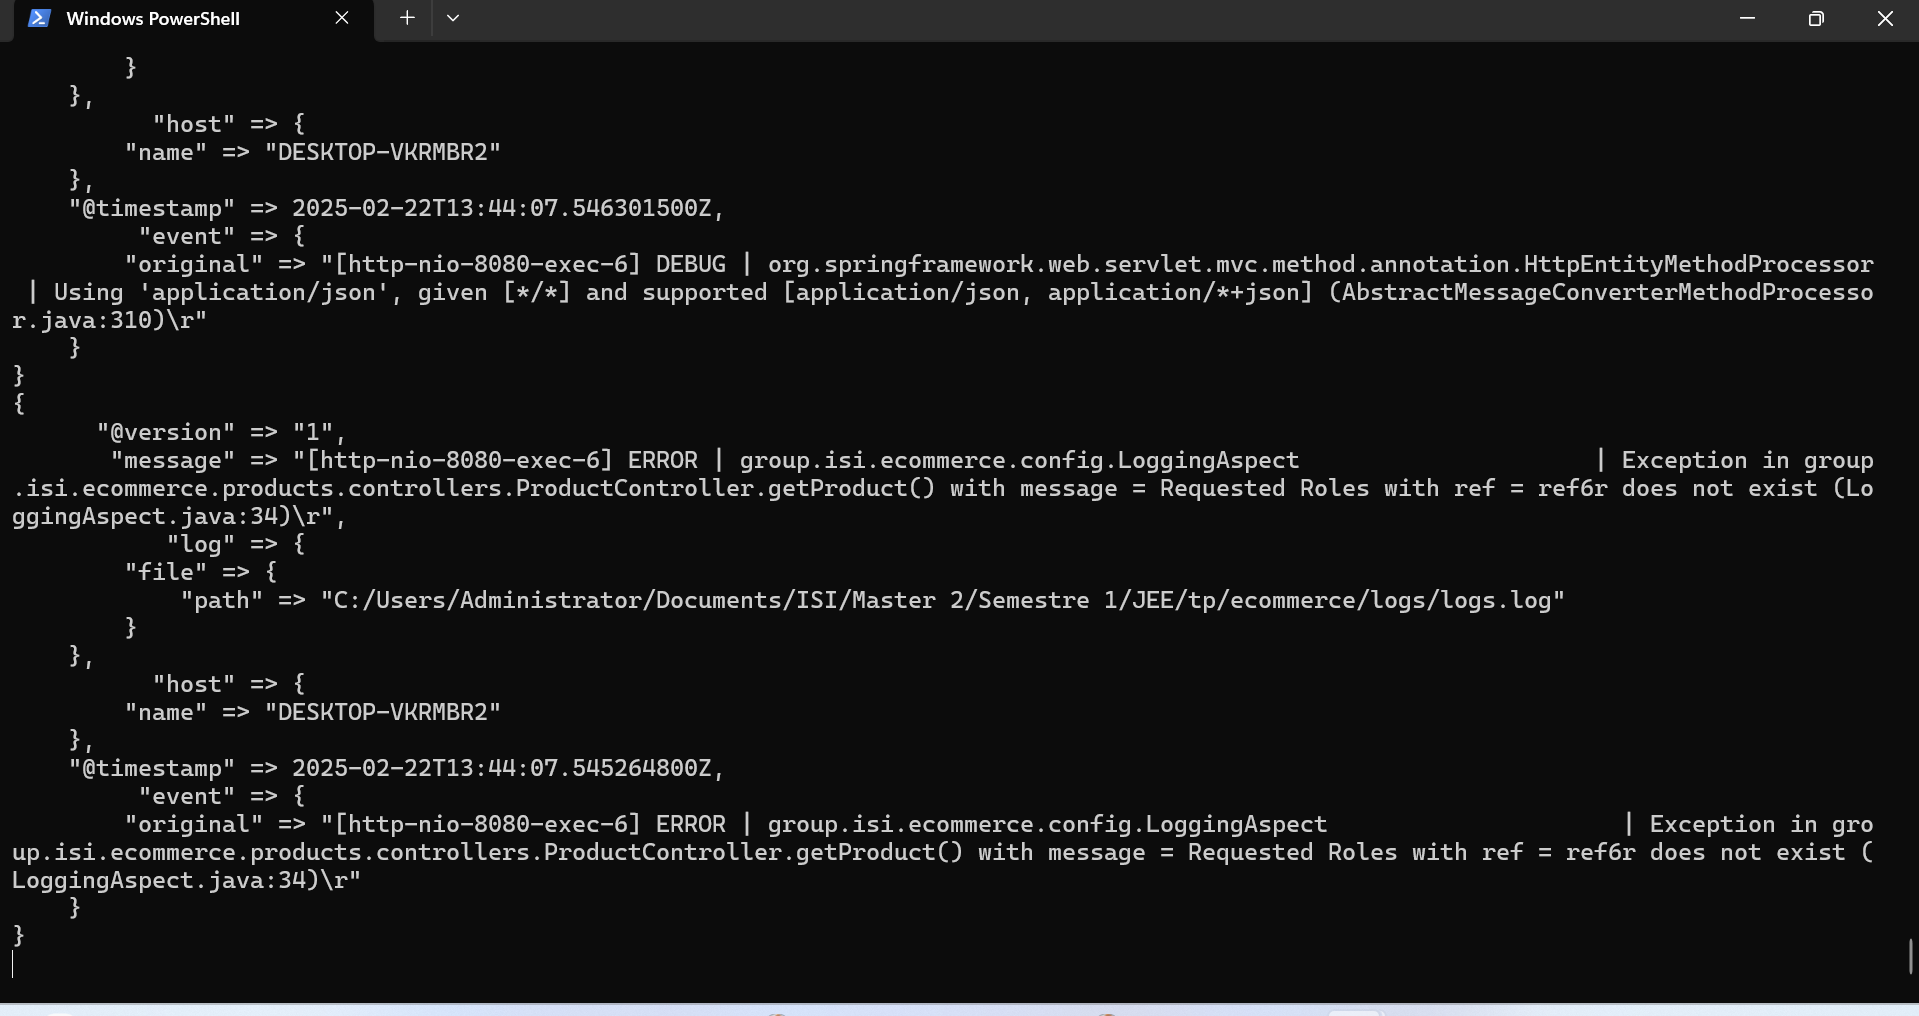 Windows PowerShell
}
},
"host" => {
"name" => "DESKTOP-VKRMBR2"
},
"@timestamp" => 2025-02-22T13:44:07.546301500Z,
"event" => {
"original" => "[http-nio-8080-exec-6] DEBUG | org.springframework.web.servlet.mvc.method.annotation.HttpEntityMethodProcessor
| Using 'application/json', given [*/*] and supported [application/json, application/*+json] (AbstractMessageConverterMethodProcesso
r.java:310)\r"
}
}
{
"@version" => "1",
"message" => "[http-nio-8080-exec-6] ERROR | group.isi.ecommerce.config.LoggingAspect | Exception in group
.isi.ecommerce.products.controllers.ProductController.getProduct() with message = Requested Roles with ref = ref6r does not exist (Lo
ggingAspect.java:34)\r",
"log" => {
"file" => {
"path" => "C:/Users/Administrator/Documents/ISI/Master 2/Semestre 1/JEE/tp/ecommerce/logs/logs.log"
}
},
"host" => {
"name" => "DESKTOP-VKRMBR2"
},
"@timestamp" => 2025-02-22T13:44:07.545264800Z,
"event" => {
"original" => "[http-nio-8080-exec-6] ERROR | group.isi.ecommerce.config.LoggingAspect | Exception in gro
up.isi.ecommerce.products.controllers.ProductController.getProduct() with message = Requested Roles with ref = ref6r does not exist (
LoggingAspect.java:34)\r"
}
}